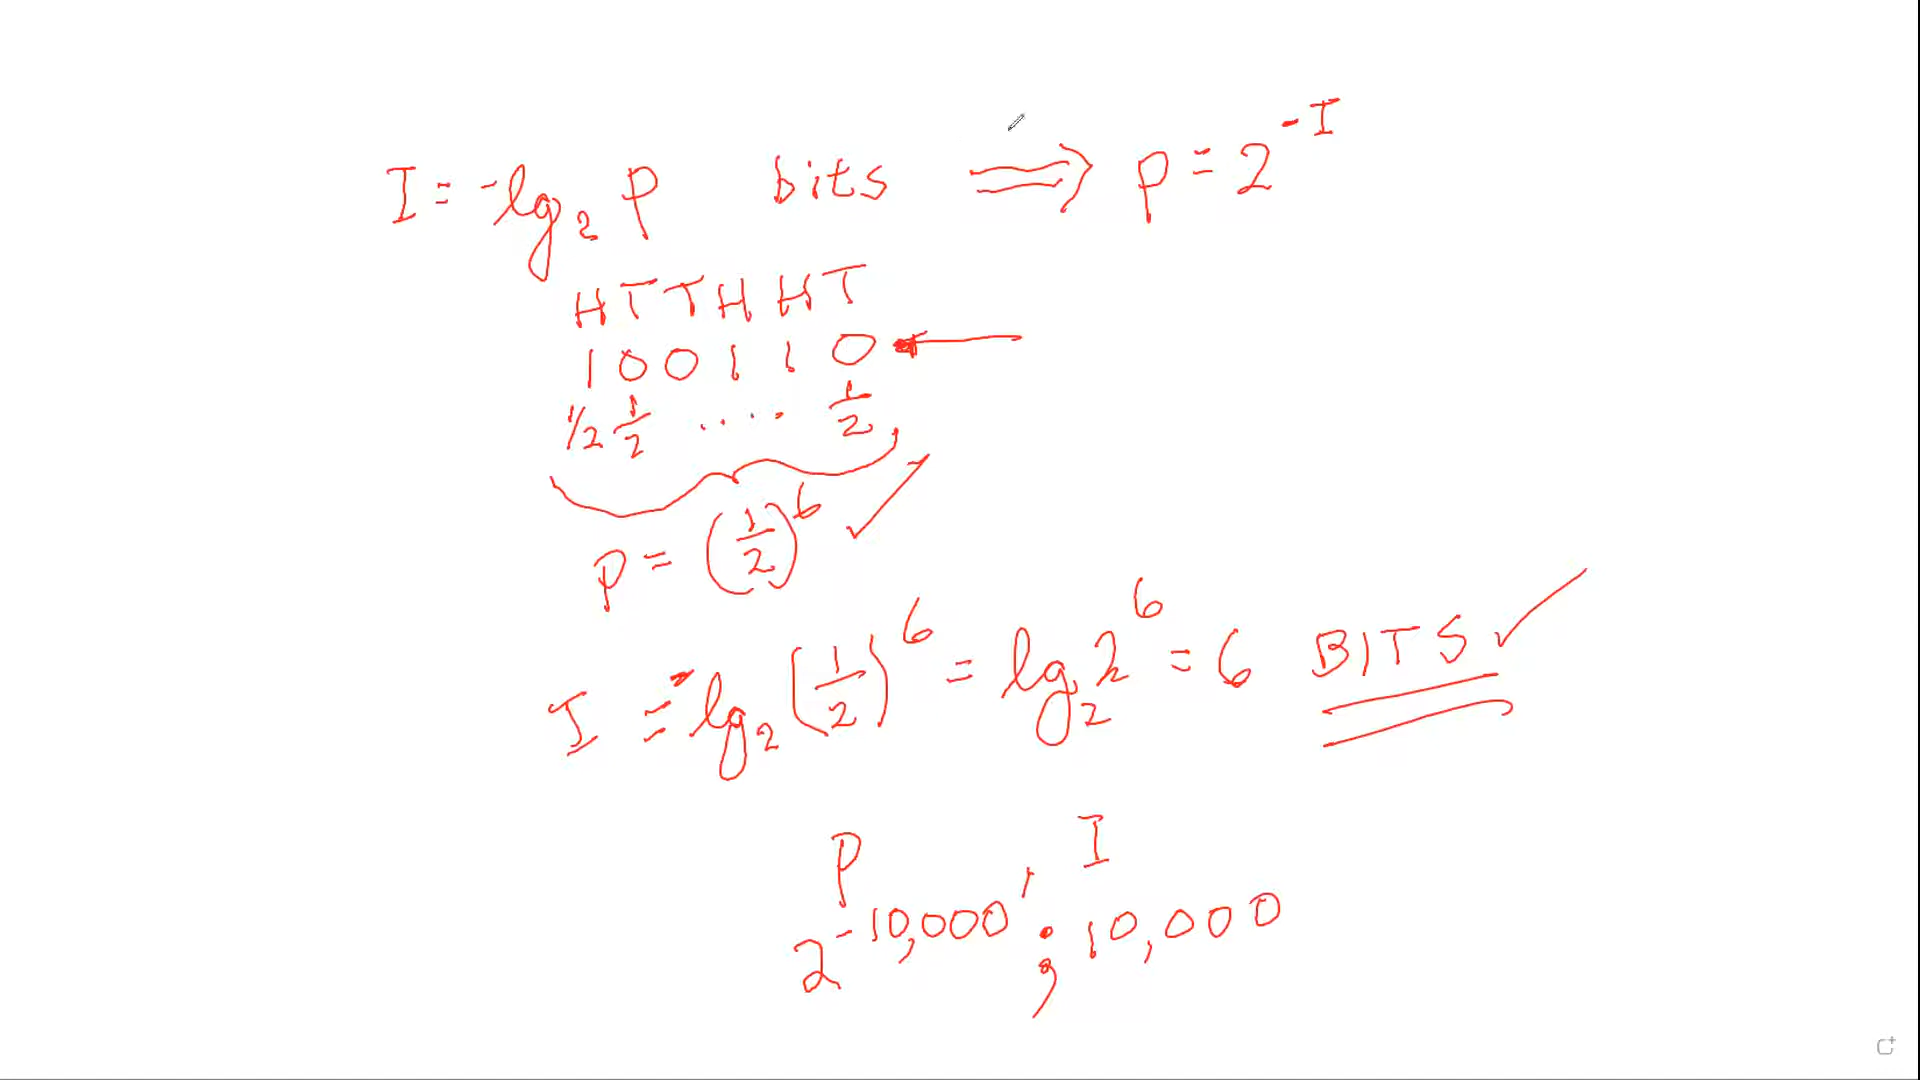 I = -lg₂ p bits ⟹ p = 2^{-I}
H T T H H T
1 0 0 1 1 0 ←
1/2 1/2 .... 1/2
p = (1/2)^6 ✓
I = -lg₂ (1/2)^6 = lg₂ 2^6 = 6 BITS ✓
P , I
2^{-10,000} ; 10,000